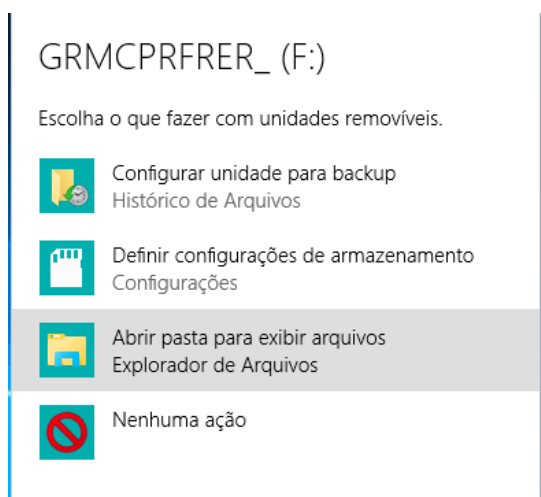 GRMCPRFRER_ (F:)
Escolha o que fazer com unidades removíveis.
Configurar unidade para backup
Histórico de Arquivos
Definir configurações de armazenamento
Configurações
Abrir pasta para exibir arquivos
Explorador de Arquivos
Nenhuma ação